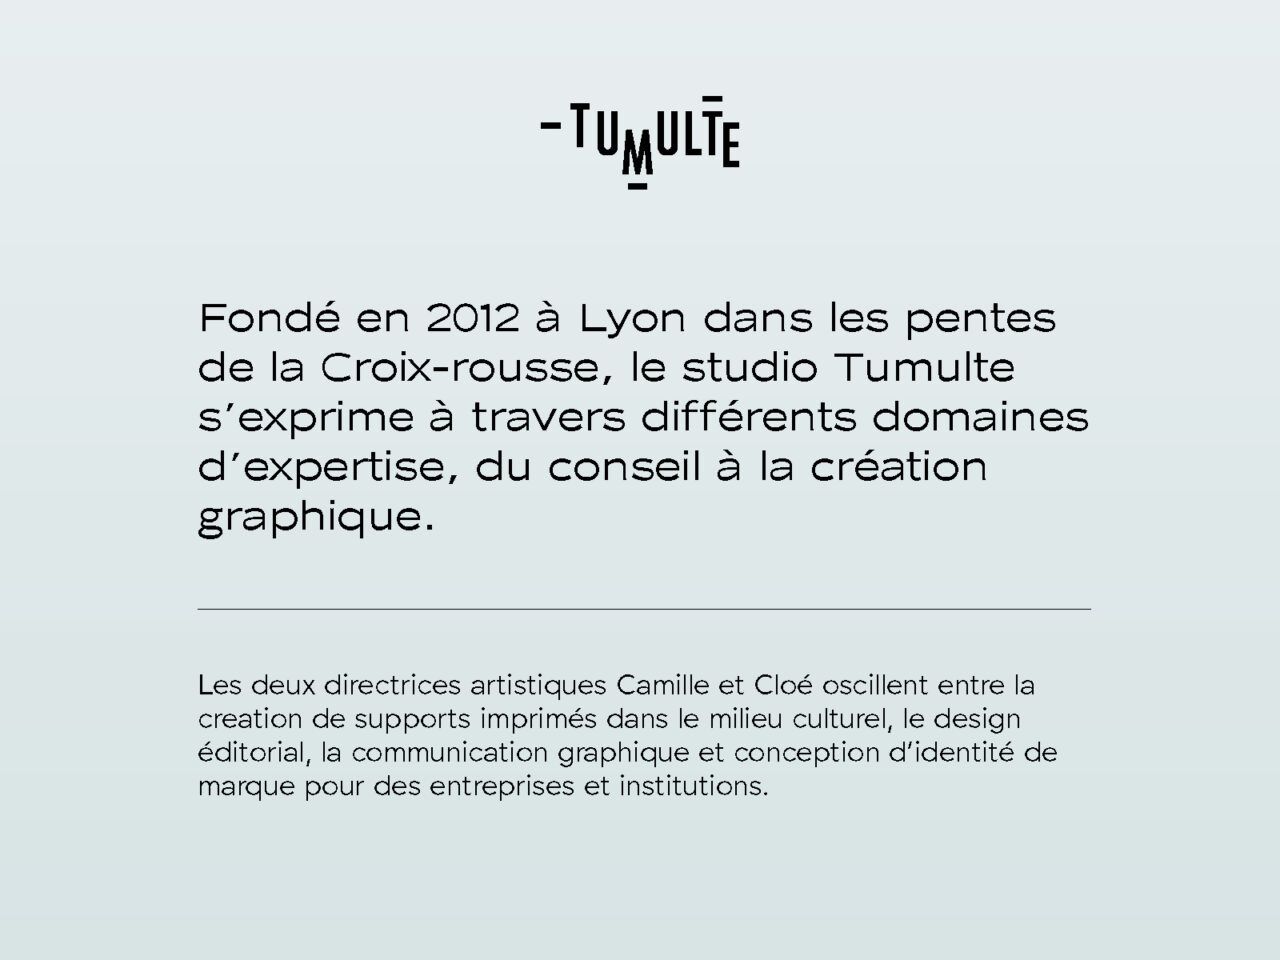 TUMULTE
Fondé en 2012 à Lyon dans les pentes
de la Croix-rousse, le studio Tumulte
s’exprime à travers différents domaines
d’expertise, du conseil à la création
graphique.
Les deux directrices artistiques Camille et Cloé oscillent entre la
creation de supports imprimés dans le milieu culturel, le design
éditorial, la communication graphique et conception d’identité de
marque pour des entreprises et institutions.